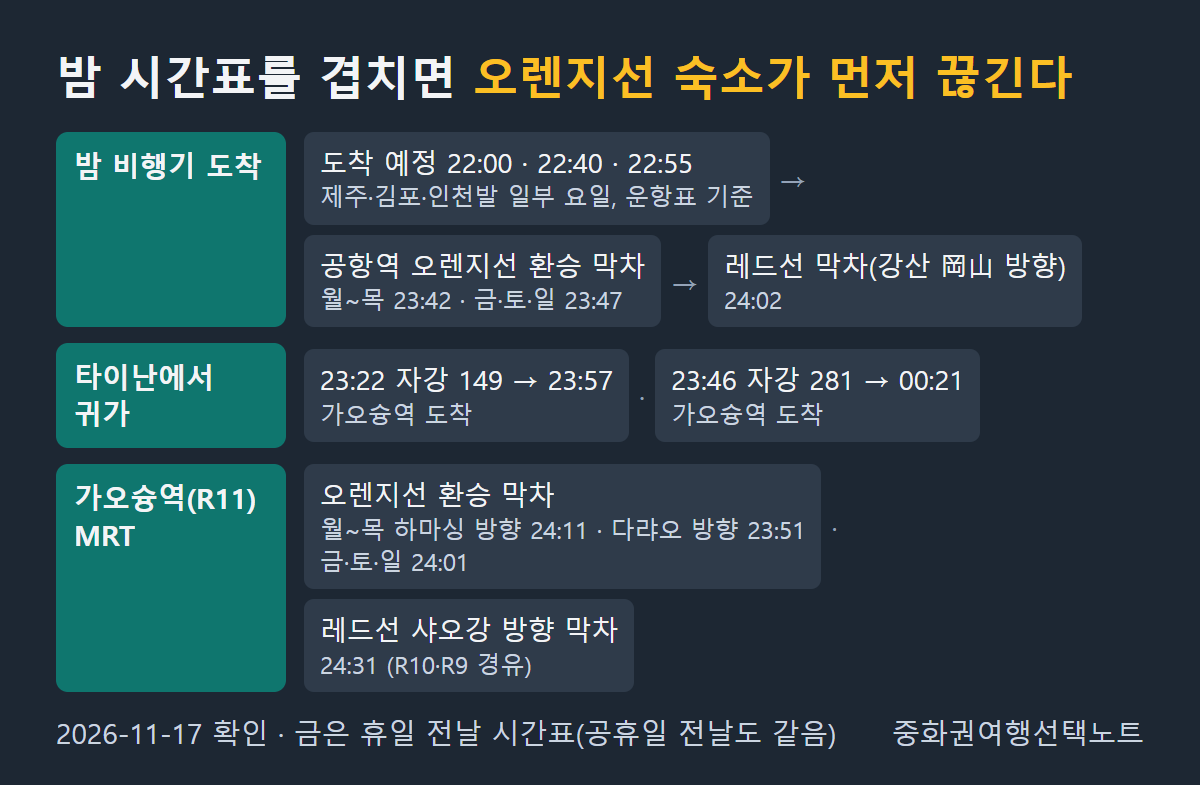 밤 시간표를 겹치면 오렌지선 숙소가 먼저 끊긴다
밤 비행기 도착
도착 예정 22:00 · 22:40 · 22:55
제주·김포·인천발 일부 요일, 운항표 기준
→
공항역 오렌지선 환승 막차
월~목 23:42 · 금·토·일 23:47
→
레드선 막차(강산 岡山 방향)
24:02
타이난에서
귀가
23:22 자강 149 → 23:57
가오슝역 도착
·
23:46 자강 281 → 00:21
가오슝역 도착
가오슝역(R11)
MRT
오렌지선 환승 막차
월~목 하마싱 방향 24:11 · 다랴오 방향 23:51
금·토·일 24:01
·
레드선 샤오강 방향 막차
24:31 (R10·R9 경유)
2026-11-17 확인 · 금은 휴일 전날 시간표(공휴일 전날도 같음)
중화권여행선택노트